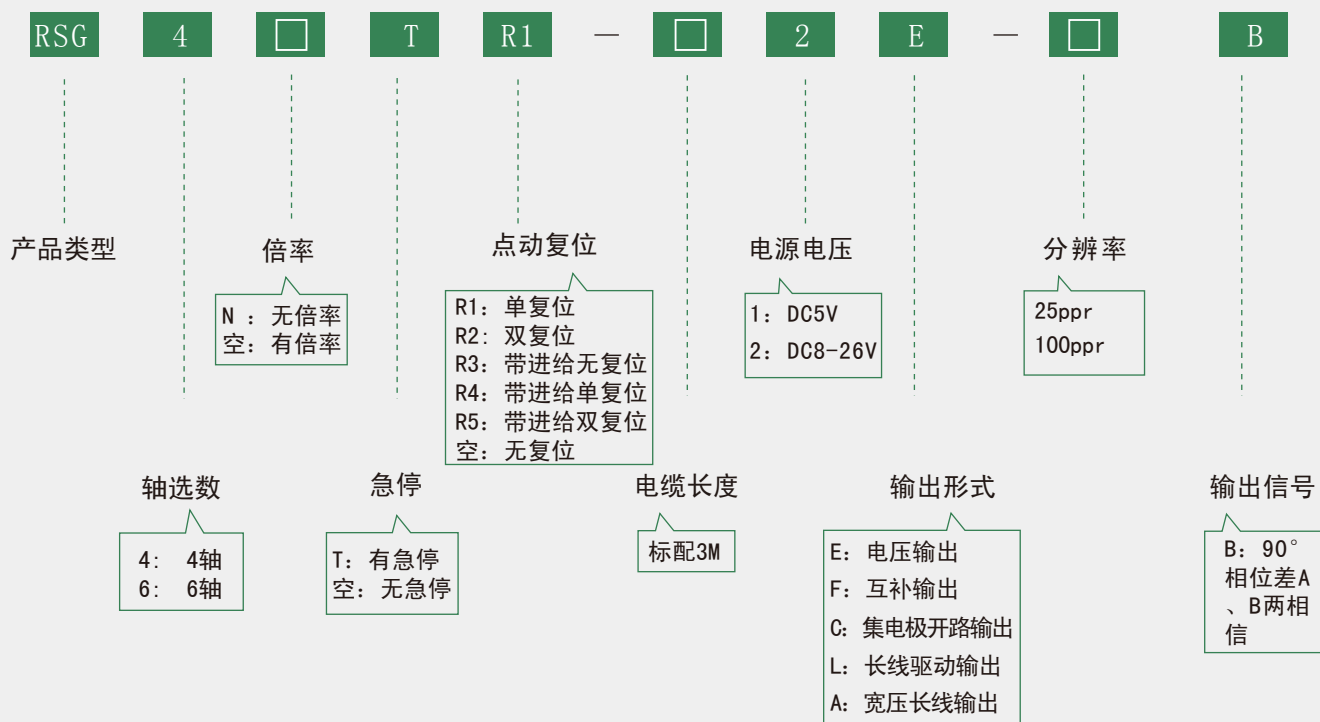 RSG 4 □ T R1 — □ 2 E — □ B
产品类型
倍率
N : 无倍率
空: 有倍率
点动复位
R1: 单复位
R2: 双复位
R3: 带进给无复位
R4: 带进给单复位
R5: 带进给双复位
空: 无复位
电源电压
1: DC5V
2: DC8-26V
分辨率
25ppr
100ppr
轴选数
4: 4轴
6: 6轴
急停
T: 有急停
空: 无急停
电缆长度
标配3M
输出形式
E: 电压输出
F: 互补输出
C: 集电极开路输出
L: 长线驱动输出
A: 宽压长线输出
输出信号
B: 90°
相位差A
、B两相
信